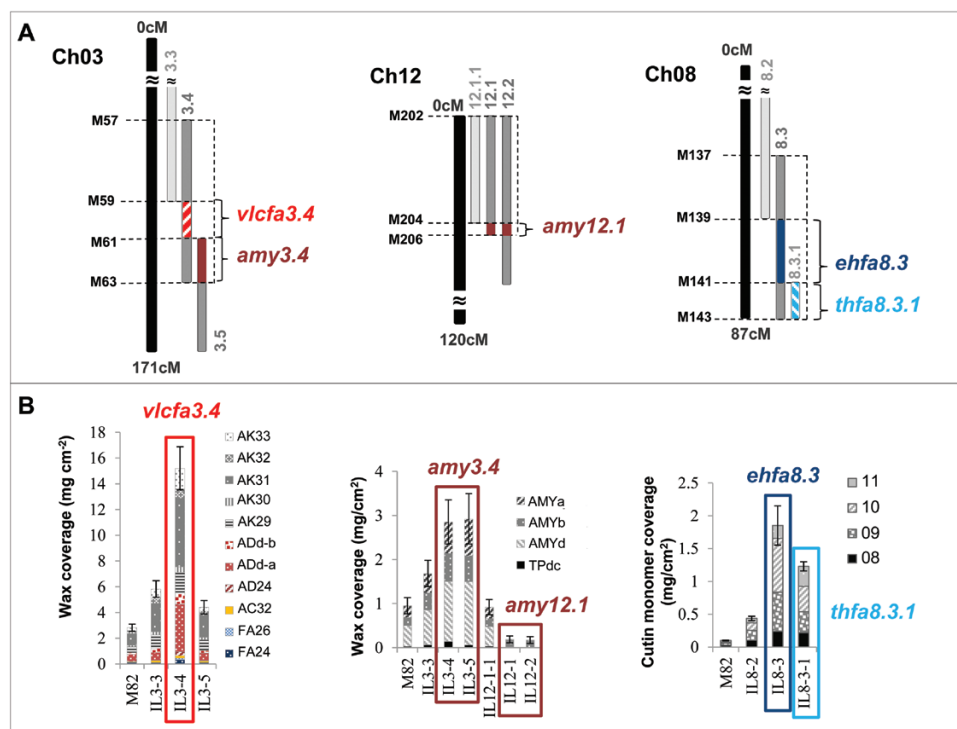 A
0cM
Ch03
3.3
3.4
M57
M59
vlcfa3.4
M61
amy3.4
M63
3.5
171cM
Ch12
0cM
12.1.1
12.1
12.2
M202
M204
M206
amy12.1
120cM
0cM
Ch08
8.2
8.3
M137
M139
ehfa8.3
M141
8.3.1
thfa8.3.1
M143
87cM
B
vlcfa3.4
Wax coverage (mg cm-2)
18
16
14
12
10
8
6
4
2
0
M82
IL3-3
IL3-4
IL3-5
AK33
AK32
AK31
AK30
AK29
ADd-b
ADd-a
AD24
AC32
FA26
FA24
Wax coverage (mg/cm2)
4
3
2
1
0
amy3.4
amy12.1
M82
IL3-3
IL3-4
IL3-5
IL12-1-1
IL12-1
IL12-2
AMYa
AMYb
AMYd
TPdc
Cutin monomer coverage
(mg/cm2)
2.5
2
1.5
1
0.5
0
ehfa8.3
thfa8.3.1
M82
IL8-2
IL8-3
IL8-3-1
11
10
09
08